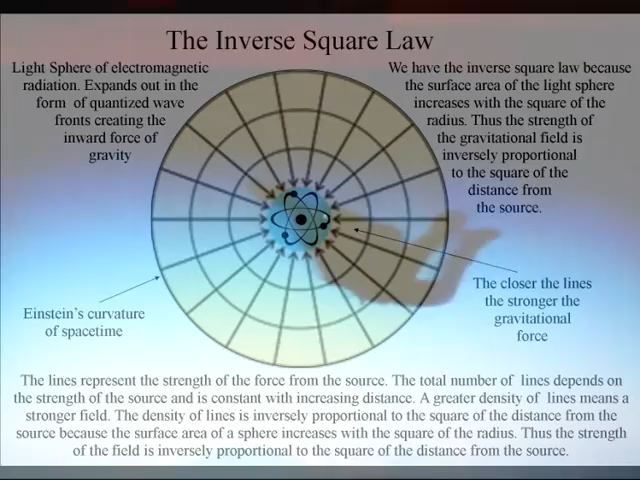 The Inverse Square Law
Light Sphere of electromagnetic
radiation. Expands out in the
form of quantized wave
fronts creating the
inward force of
gravity
We have the inverse square law because
the surface area of the light sphere
increases with the square of the
radius. Thus the strength of
the gravitational field is
inversely proportional
to the square of the
distance from
the source.
Einstein's curvature
of spacetime
The closer the lines
the stronger the
gravitational
force
The lines represent the strength of the force from the source. The total number of lines depends on
the strength of the source and is constant with increasing distance. A greater density of lines means a
stronger field. The density of lines is inversely proportional to the square of the distance from the
source because the surface area of a sphere increases with the square of the radius. Thus the strength
of the field is inversely proportional to the square of the distance from the source.